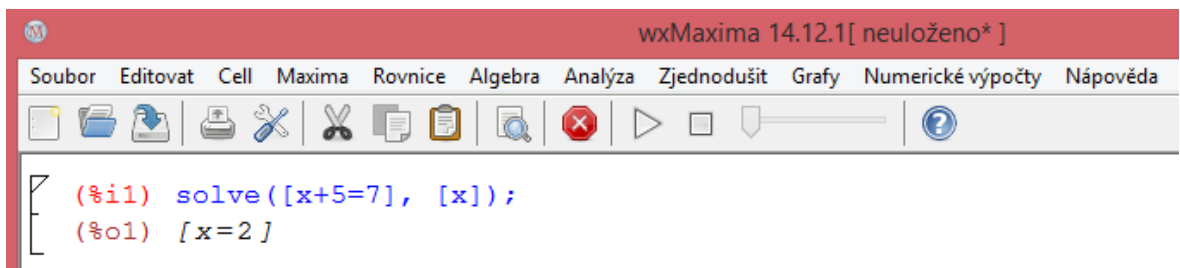 wxMaxima 14.12.1[ neuloženo* ]
Soubor Editovat Cell Maxima Rovnice Algebra Analýza Zjednodušit Grafy Numerické výpočty Nápověda
(%i1) solve([x+5=7], [x]);
(%o1) [x=2]